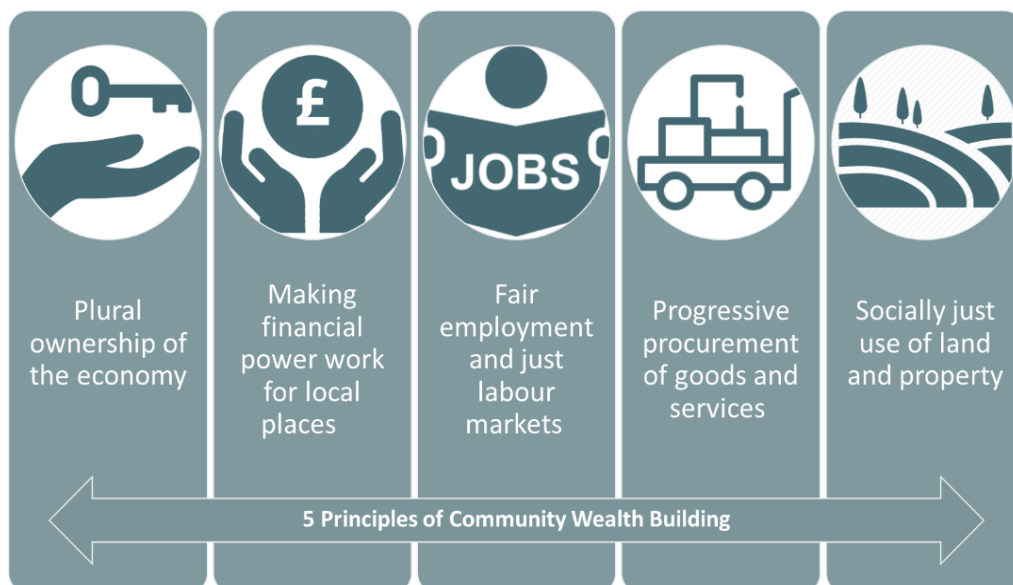 £
JOBS
Plural
ownership of
the economy
Making
financial
power work
for local
places
Fair
employment
and just
labour
markets
Progressive
procurement
of goods and
services
Socially just
use of land
and property
5 Principles of Community Wealth Building